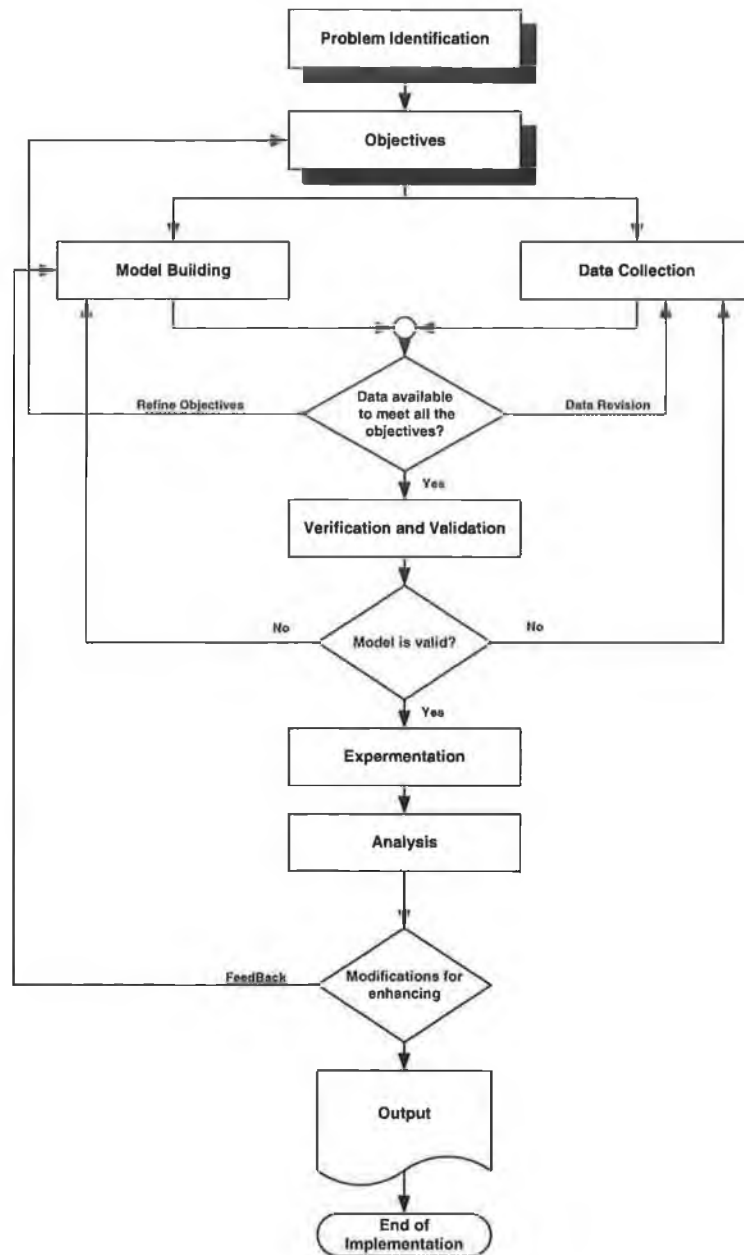 Problem Identification
Objectives
Model Building
Data Collection
Refine Objectives
Data available
to meet all the
objectives?
Data Revision
Yes
Verification and Validation
No
Model is valid?
No
Yes
Expermentation
Analysis
FeedBack
Modifications for
enhancing
Output
End of
Implementation